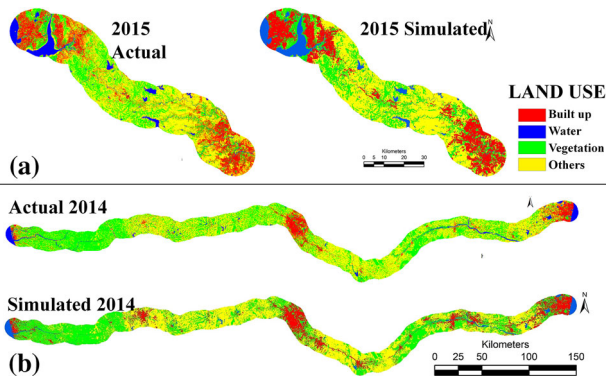 2015
Actual
2015 Simulated
N
LAND USE
Built up
Water
Vegetation
Others
Kilometers
0 5 10 20 30
(a)
Actual 2014
Simulated 2014
N
(b)
Kilometers
0 25 50 100 150